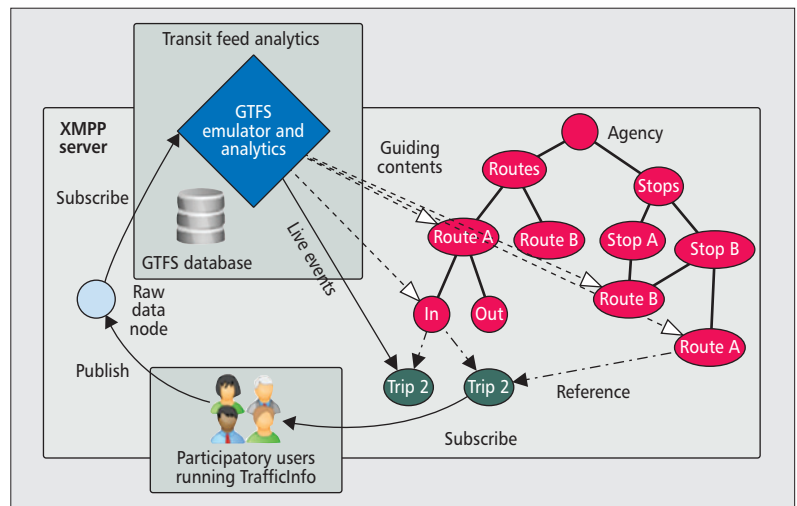 Transit feed analytics
XMPP
server
GTFS
emulator and
analytics
Guiding
contents
Agency
Routes
Stops
Subscribe
Route A
Route B
Stop A
Stop B
GTFS database
Live events
Raw
data
node
In
Out
Route B
Route A
Publish
Trip 2
Trip 2
Reference
Subscribe
Participatory users
running TrafficInfo